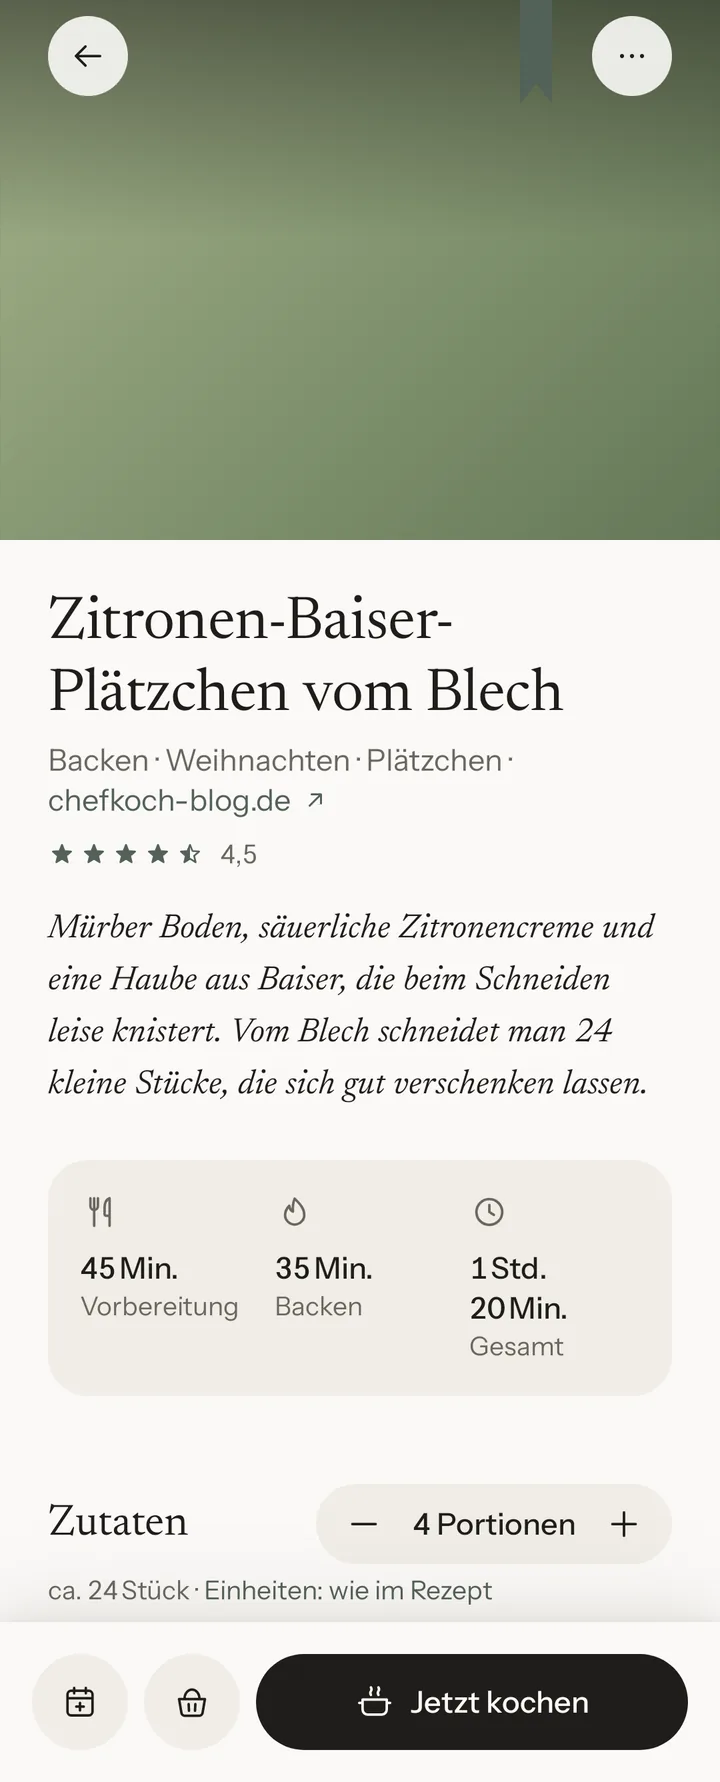 Zitronen-Baiser-
Plätzchen vom Blech
Backen · Weihnachten · Plätzchen ·
chefkoch-blog.de ↗
4,5
Mürber Boden, säuerliche Zitronencreme und
eine Haube aus Baiser, die beim Schneiden
leise knistert. Vom Blech schneidet man 24
kleine Stücke, die sich gut verschenken lassen.
45 Min.
Vorbereitung
35 Min.
Backen
1 Std.
20 Min.
Gesamt
Zutaten
4 Portionen
ca. 24 Stück · Einheiten: wie im Rezept
Jetzt kochen